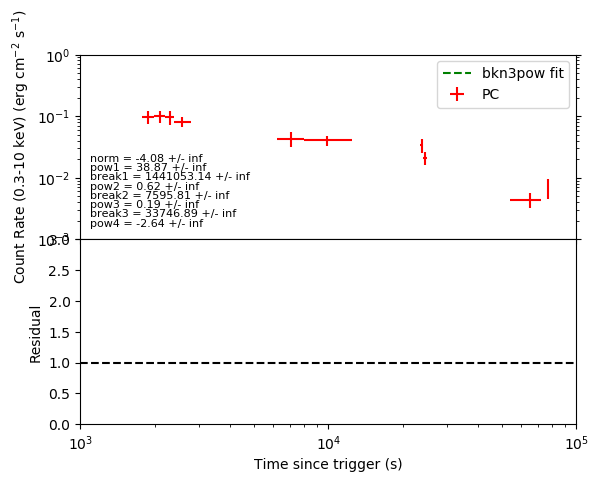 Count Rate (0.3-10 keV) (erg cm⁻² s⁻¹)
10⁰
10⁻¹
10⁻²
10⁻³
bkn3pow fit
PC
norm = -4.08 +/- inf
pow1 = 38.87 +/- inf
break1 = 1441053.14 +/- inf
pow2 = 0.62 +/- inf
break2 = 7595.81 +/- inf
pow3 = 0.19 +/- inf
break3 = 33746.89 +/- inf
pow4 = -2.64 +/- inf
Residual
3.0
2.5
2.0
1.5
1.0
0.5
0.0
10³ 10⁴ 10⁵
Time since trigger (s)